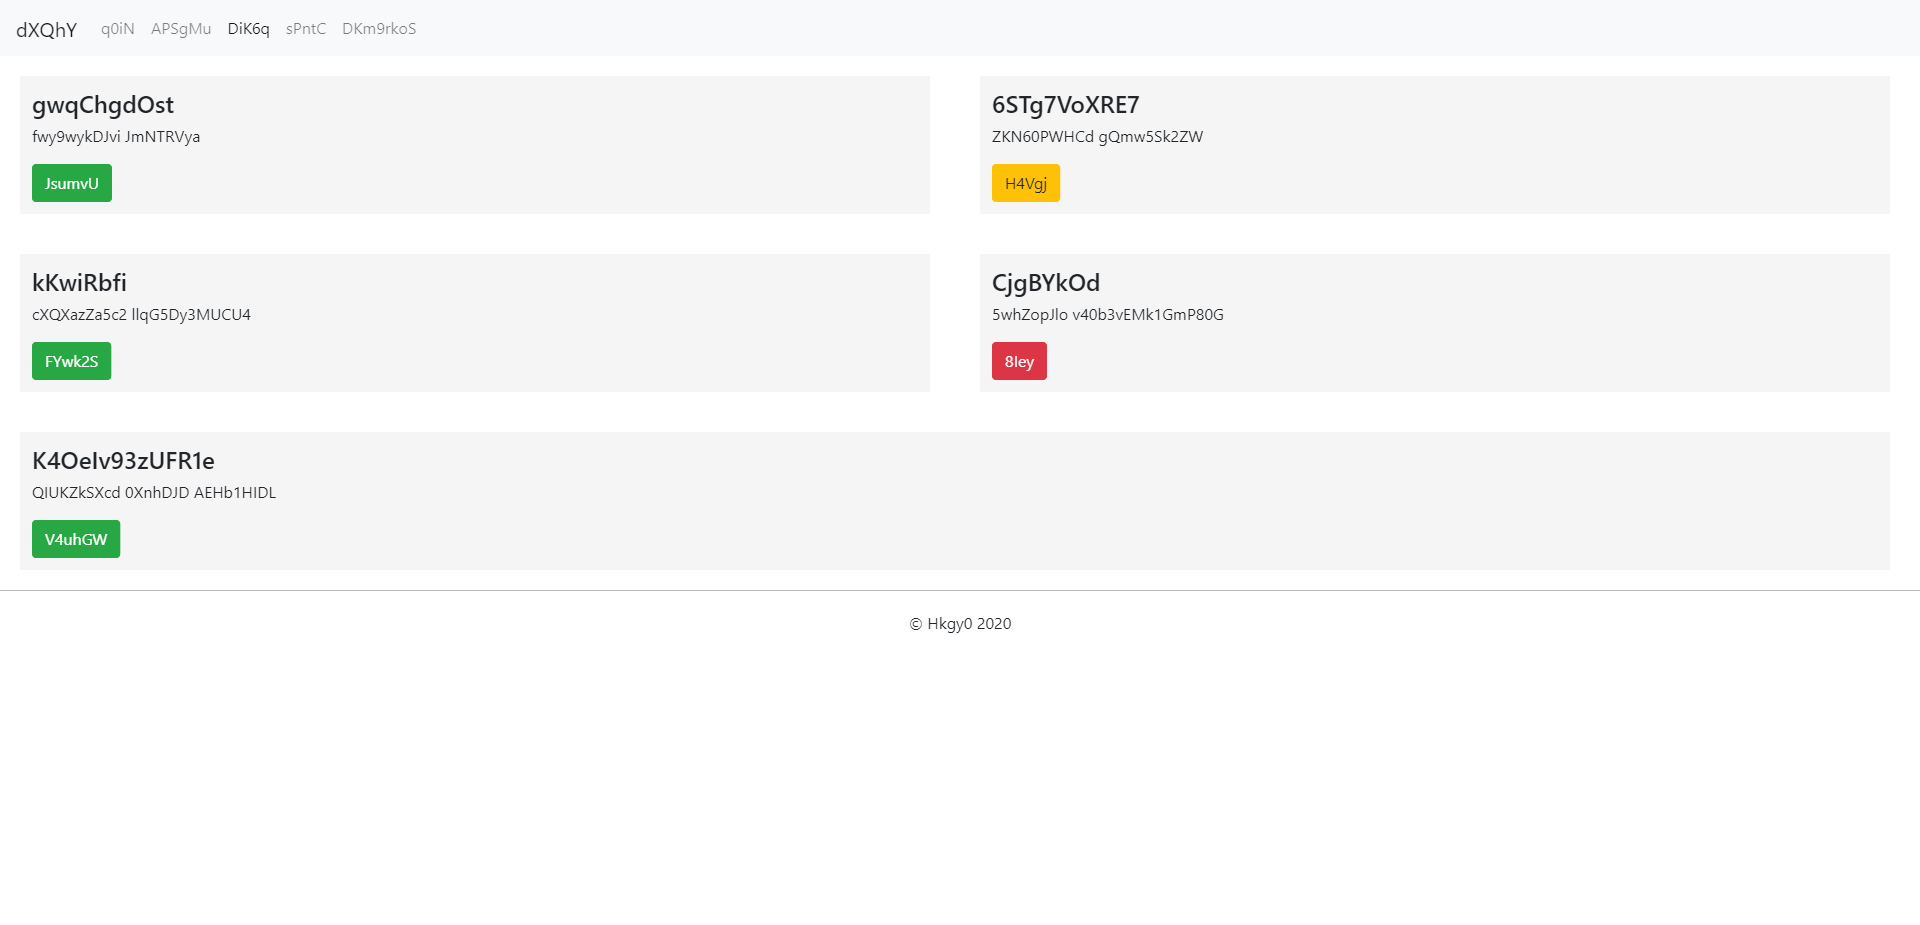 dXQhY q0iN APSgMu DiK6q sPntC DKm9rkoS
gwqChgdOst
fwy9wykDJvi JmNTRVya
JsumvU
6STg7VoXRE7
ZKN60PWHCd gQmw5Sk2ZW
H4Vgj
kKwiRbfi
cXQXazZa5c2 llqG5Dy3MUCU4
FYwk2S
CjgBYkOd
5whZopJlo v40b3vEMk1GmP80G
8ley
K4OeIv93zUFR1e
QIUKZkSXcd 0XnhDJD AEHb1HIDL
V4uhGW
© Hkgy0 2020